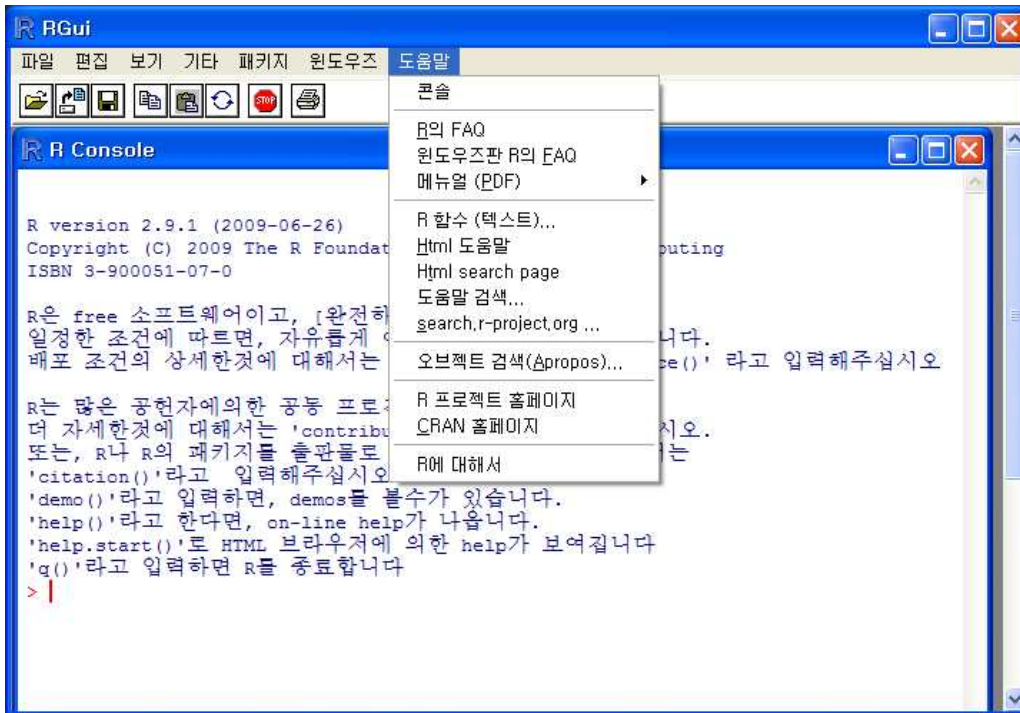 RGui
파일 편집 보기 기타 패키지 윈도우즈 도움말
콘솔
R의 FAQ
윈도우즈판 R의 FAQ
메뉴얼 (PDF)
R 함수 (텍스트)...
Html 도움말
Html search page
도움말 검색...
search.r-project.org ...
오브젝트 검색(Apropos)...
R 프로젝트 홈페이지
CRAN 홈페이지
R에 대해서
STOP
R Console
R version 2.9.1 (2009-06-26)
Copyright (C) 2009 The R Foundat puting
ISBN 3-900051-07-0
R은 free 소프트웨어이고, [완전하
일정한 조건에 따르면, 자유롭게 니다.
배포 조건의 상세한것에 대해서는 ce()' 라고 입력해주십시오
R는 많은 공헌자에의한 공동 프로
더 자세한것에 대해서는 'contribu 시오.
또는, R나 R의 패키지를 출판물로 는
'citation()'라고 입력해주십시오
'demo()'라고 입력하면, demos를 볼수가 있습니다.
'help()'라고 한다면, on-line help가 나옵니다.
'help.start()'로 HTML 브라우저에 의한 help가 보여집니다
'q()'라고 입력하면 R를 종료합니다
>